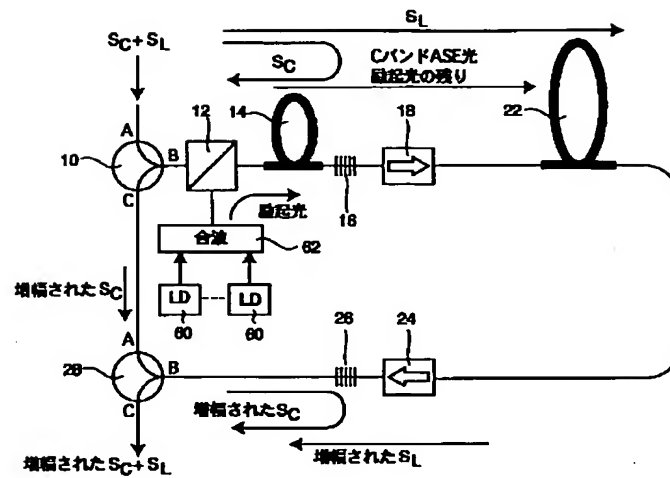 SL
SC+SL
SC
CバンドASE光
励起光の残り
12
14
18
22
A
10
B
C
16
励起光
合波
62
LD
LD
60
60
増幅されたSC
A
26
24
28
B
C
増幅されたSC
増幅されたSL
増幅されたSC+SL